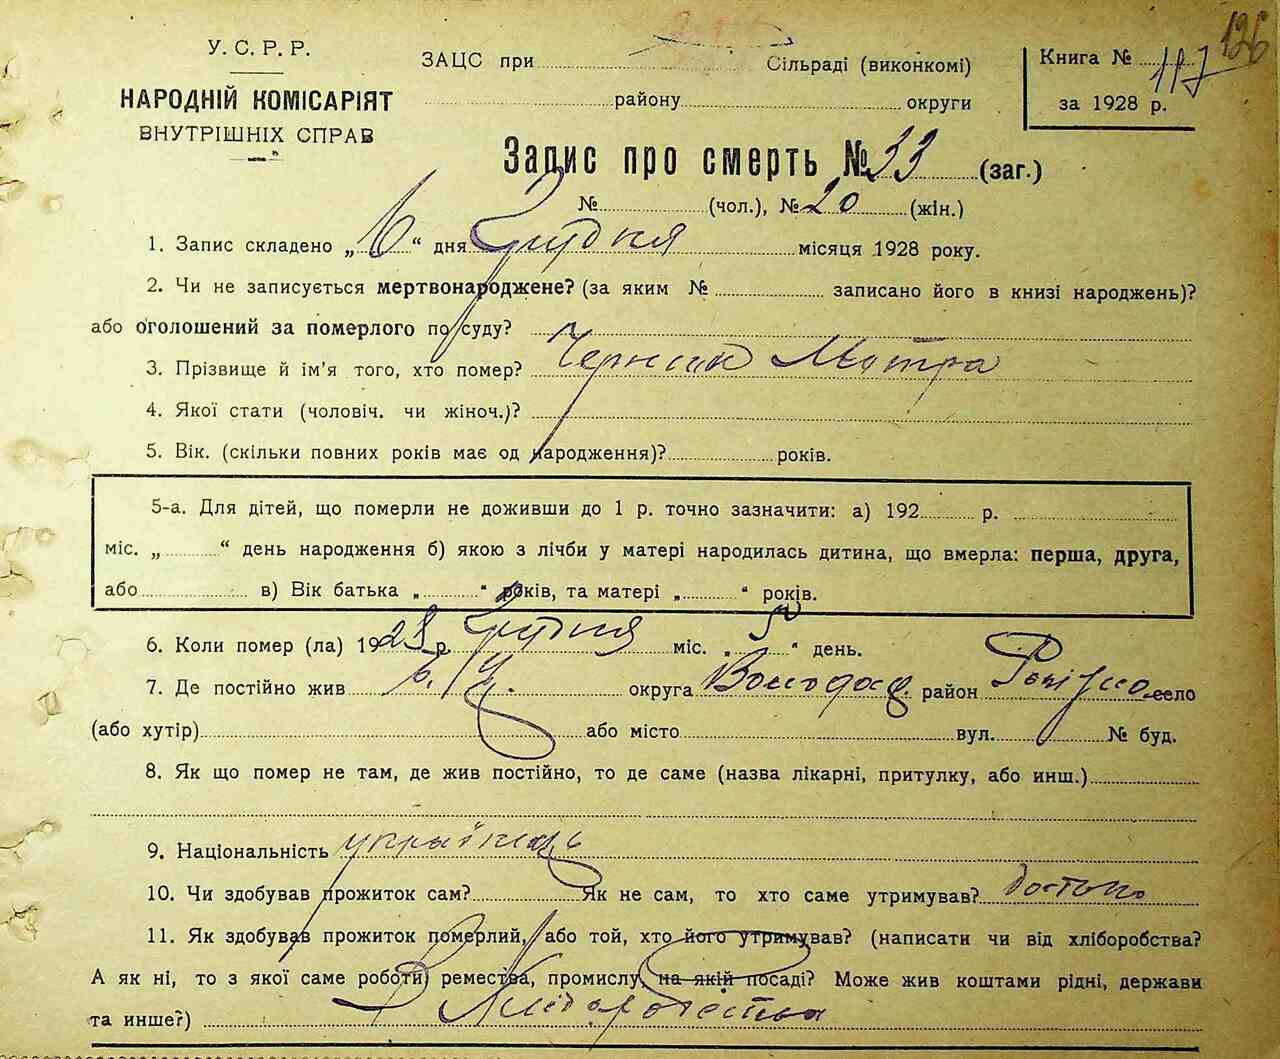 126
У. С. Р. Р.
НАРОДНІЙ КОМІСАРІЯТ
ВНУТРІШНІХ СПРАВ
ЗАЦС при Сільраді (виконкомі)
району округи
Книга № 117
за 1928 р.
Запис про смерть № 33 (заг.)
№ (чол.), № 20 (жін.)
1. Запис складено „6“ дня Грудня місяця 1928 року.
2. Чи не записується мертвонароджене? (за яким № записано його в книзі народжень)?
або оголошений за померлого по суду?
3. Прізвище й ім'я того, хто помер?
4. Якої стати (чоловіч. чи жіноч.)?
5. Вік. (скільки повних років має од народження)? років.
5-а. Для дітей, що померли не доживши до 1 р. точно зазначити: а) 192 р.
міс. „ “ день народження б) якою з лічби у матері народилась дитина, що вмерла: перша, друга,
або в) Вік батька „ “ років, та матері „ “ років.
6. Коли помер (ла) 1928 р. Грудня міс. „5“ день.
7. Де постійно жив округа Володар. район село
(або хутір) або місто вул. № буд.
8. Як що помер не там, де жив постійно, то де саме (назва лікарні, притулку, або инш.)
9. Національність
10. Чи здобував прожиток сам? Як не сам, то хто саме утримував?
11. Як здобував прожиток померлий, або той, хто його утримував? (написати чи від хліборобства?
А як ні, то з якої саме роботи, ремества, промислу, на якій посаді? Може жив коштами рідні, держави
та инше?) З Хліборобства